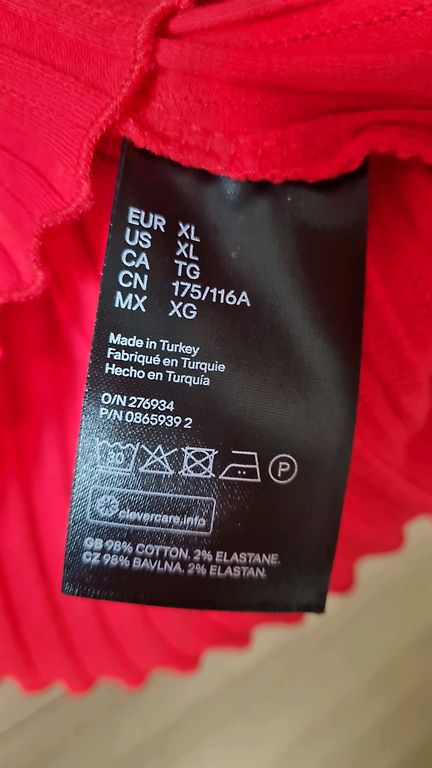 EUR XL
US XL
CA TG
CN 175/116A
MX XG
Made in Turkey
Fabriqué en Turquie
Hecho en Turquía
O/N 276934
P/N 0865939 2
P
clevercare.info
GB 98% COTTON. 2% ELASTANE.
CZ 98% BAVLNA. 2% ELASTAN.